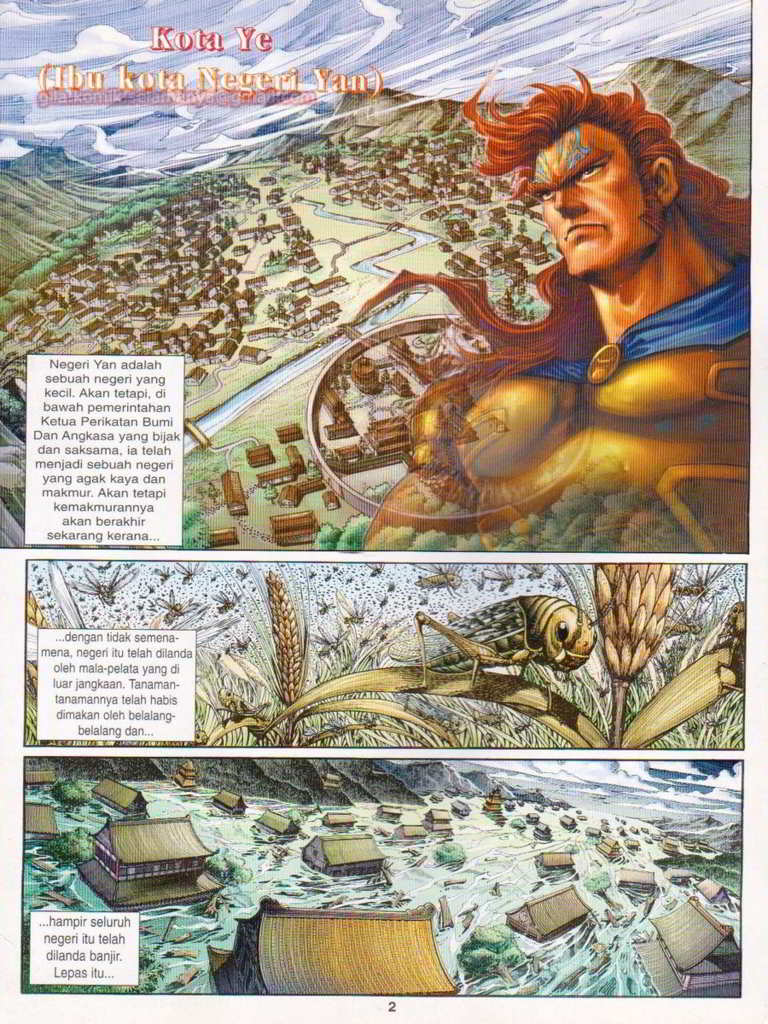 Kota Ye
(Ibu kota Negeri Yan)
Negeri Yan adalah
sebuah negeri yang
kecil. Akan tetapi, di
bawah pemerintahan
Ketua Perikatan Bumi
Dan Angkasa yang bijak
dan saksama, ia telah
menjadi sebuah negeri
yang agak kaya dan
makmur. Akan tetapi
kemakmurannya
akan berakhir
sekarang kerana...
...dengan tidak semena-
mena, negeri itu telah dilanda
oleh mala-pelata yang di
luar jangkaan. Tanaman-
tanamannya telah habis
dimakan oleh belalang-
belalang dan...
...hampir seluruh
negeri itu telah
dilanda banjir.
Lepas itu...
2